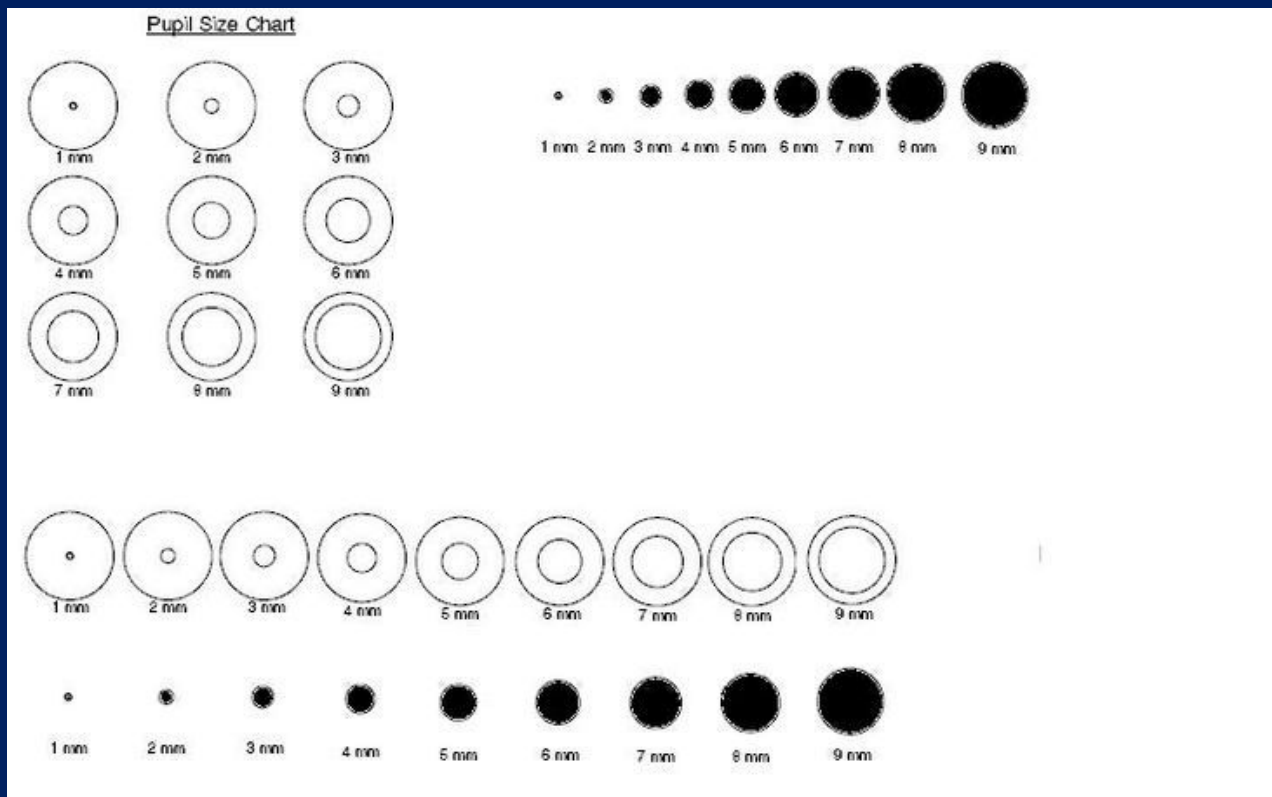 Pupil Size Chart
1 mm 2 mm 3 mm
4 mm 5 mm 6 mm
7 mm 8 mm 9 mm
1 mm 2 mm 3 mm 4 mm 5 mm 6 mm 7 mm 8 mm 9 mm
1 mm 2 mm 3 mm 4 mm 5 mm 6 mm 7 mm 8 mm 9 mm
1 mm 2 mm 3 mm 4 mm 5 mm 6 mm 7 mm 8 mm 9 mm